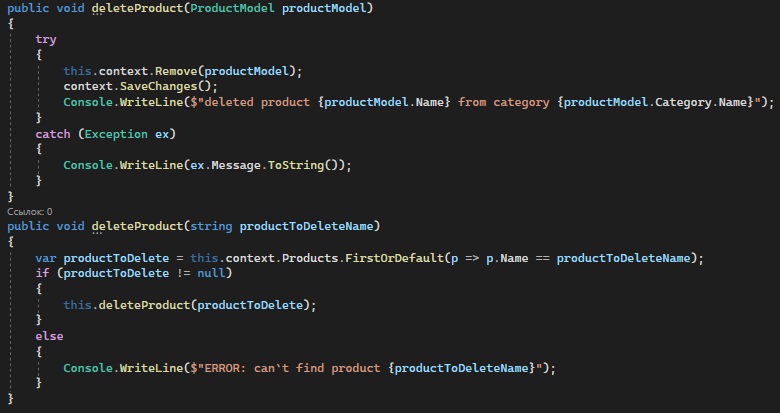 public void deleteProduct(ProductModel productModel)
{
try
{
this.context.Remove(productModel);
context.SaveChanges();
Console.WriteLine($"deleted product {productModel.Name} from category {productModel.Category.Name}");
}
catch (Exception ex)
{
Console.WriteLine(ex.Message.ToString());
}
}
Ссылок: 0
public void deleteProduct(string productToDeleteName)
{
var productToDelete = this.context.Products.FirstOrDefault(p => p.Name == productToDeleteName);
if (productToDelete != null)
{
this.deleteProduct(productToDelete);
}
else
{
Console.WriteLine($"ERROR: can`t find product {productToDeleteName}");
}
}